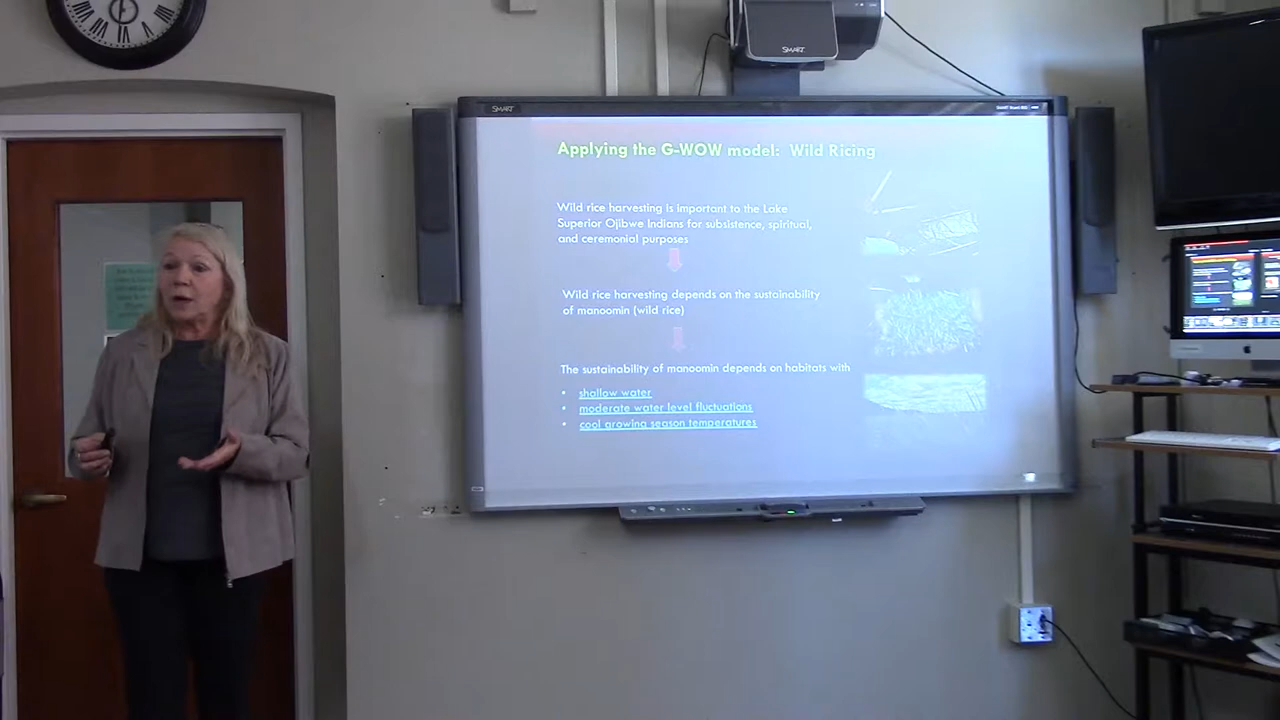 SMART
SMART
Applying the G-WOW model: Wild Ricing
Wild rice harvesting is important to the Lake
Superior Ojibwe Indians for subsistence, spiritual,
and ceremonial purposes
Wild rice harvesting depends on the sustainability
of manoomin (wild rice)
The sustainability of manoomin depends on habitats with
• shallow water
• moderate water level fluctuations
• cool growing season temperatures